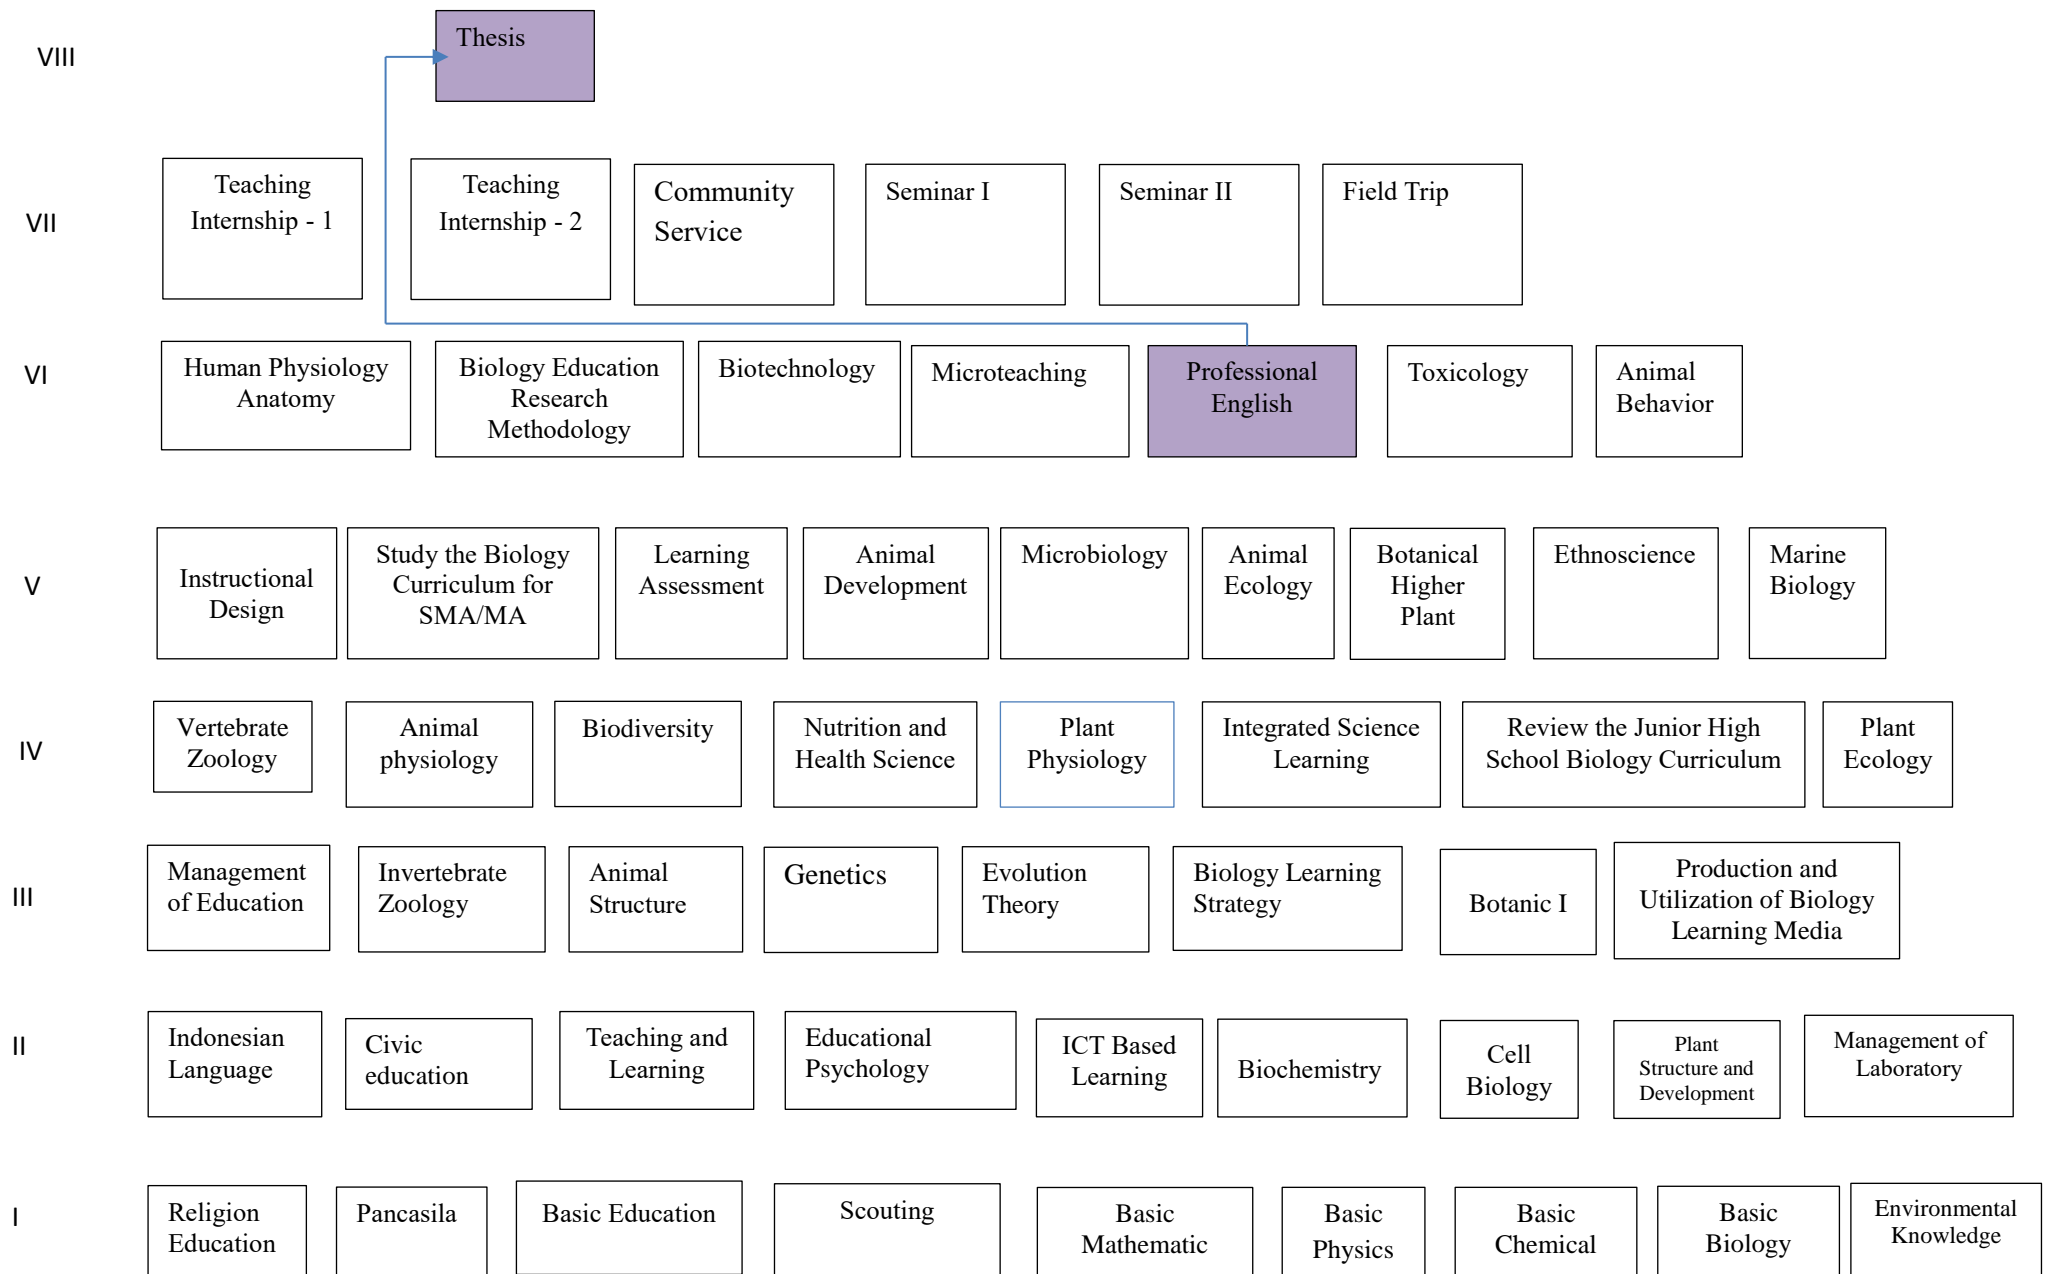 VIII
Thesis
VII
Teaching
Internship - 1
Teaching
Internship - 2
Community
Service
Seminar I
Seminar II
Field Trip
VI
Human Physiology
Anatomy
Biology Education
Research
Methodology
Biotechnology
Microteaching
Professional
English
Toxicology
Animal
Behavior
V
Instructional
Design
Study the Biology
Curriculum for
SMA/MA
Learning
Assessment
Animal
Development
Microbiology
Animal
Ecology
Botanical
Higher
Plant
Ethnoscience
Marine
Biology
IV
Vertebrate
Zoology
Animal
physiology
Biodiversity
Nutrition and
Health Science
Plant
Physiology
Integrated Science
Learning
Review the Junior High
School Biology Curriculum
Plant
Ecology
III
Management
of Education
Invertebrate
Zoology
Animal
Structure
Genetics
Evolution
Theory
Biology Learning
Strategy
Botanic I
Production and
Utilization of Biology
Learning Media
II
Indonesian
Language
Civic
education
Teaching and
Learning
Educational
Psychology
ICT Based
Learning
Biochemistry
Cell
Biology
Plant
Structure and
Development
Management of
Laboratory
I
Religion
Education
Pancasila
Basic Education
Scouting
Basic
Mathematic
Basic
Physics
Basic
Chemical
Basic
Biology
Environmental
Knowledge